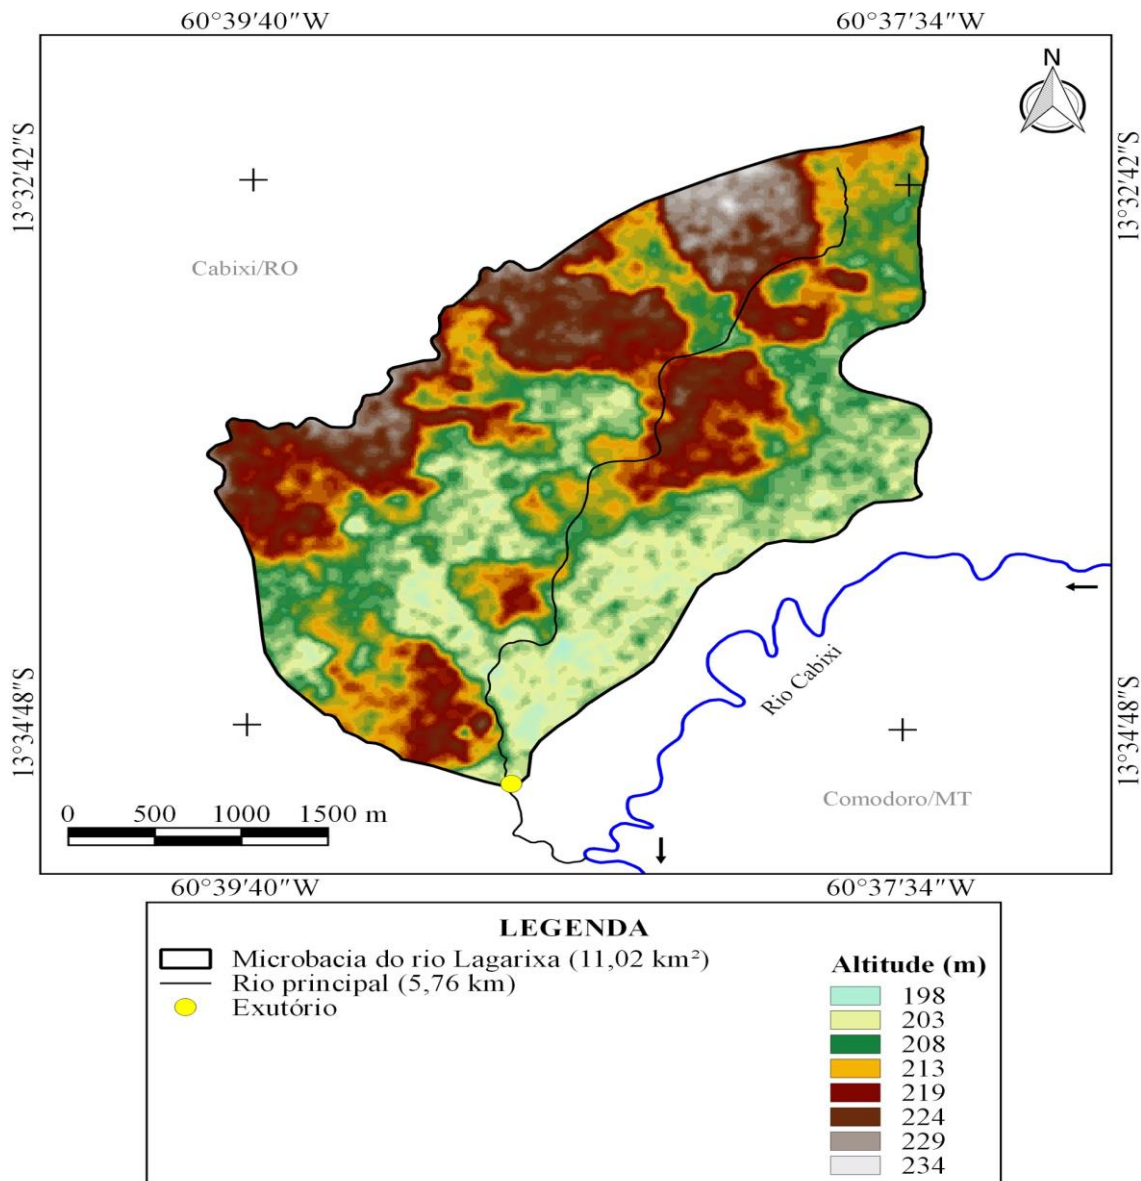 60°39'40"W 60°37'34"W
N
13°32'42"S
13°32'42"S
Cabixi/RO
Rio Cabixi
13°34'48"S
13°34'48"S
Comodoro/MT
0 500 1000 1500 m
60°39'40"W 60°37'34"W
LEGENDA
Microbacia do rio Lagarixa (11,02 km²)
Rio principal (5,76 km)
Exutório
Altitude (m)
198
203
208
213
219
224
229
234